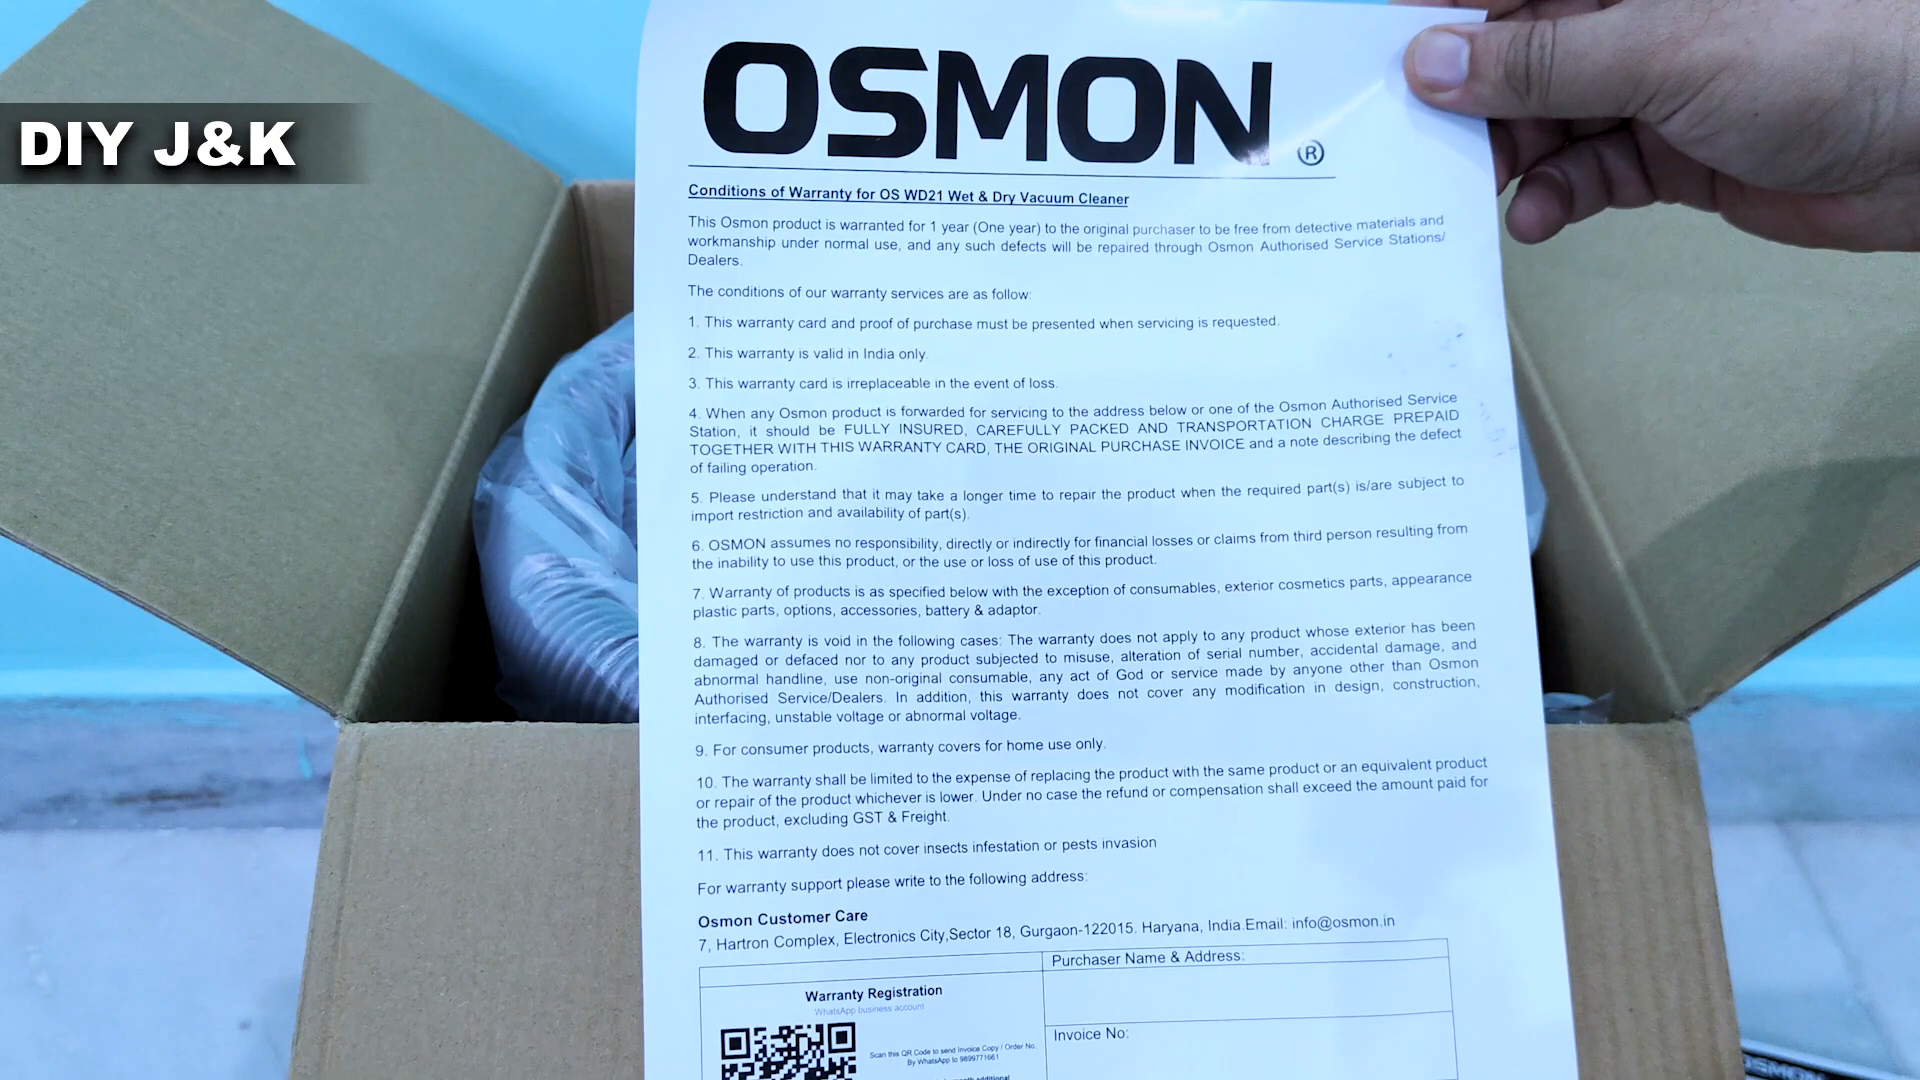 DIY J&K
OSMON ®
Conditions of Warranty for OS WD21 Wet & Dry Vacuum Cleaner
This Osmon product is warranted for 1 year (One year) to the original purchaser to be free from detective materials and
workmanship under normal use, and any such defects will be repaired through Osmon Authorised Service Stations/
Dealers.
The conditions of our warranty services are as follow:
1. This warranty card and proof of purchase must be presented when servicing is requested.
2. This warranty is valid in India only.
3. This warranty card is irreplaceable in the event of loss.
4. When any Osmon product is forwarded for servicing to the address below or one of the Osmon Authorised Service
Station, it should be FULLY INSURED, CAREFULLY PACKED AND TRANSPORTATION CHARGE PREPAID
TOGETHER WITH THIS WARRANTY CARD, THE ORIGINAL PURCHASE INVOICE and a note describing the defect
of failing operation.
5. Please understand that it may take a longer time to repair the product when the required part(s) is/are subject to
import restriction and availability of part(s).
6. OSMON assumes no responsibility, directly or indirectly for financial losses or claims from third person resulting from
the inability to use this product, or the use or loss of use of this product.
7. Warranty of products is as specified below with the exception of consumables, exterior cosmetics parts, appearance
plastic parts, options, accessories, battery & adaptor.
8. The warranty is void in the following cases: The warranty does not apply to any product whose exterior has been
damaged or defaced nor to any product subjected to misuse, alteration of serial number, accidental damage, and
abnormal handline, use non-original consumable, any act of God or service made by anyone other than Osmon
Authorised Service/Dealers. In addition, this warranty does not cover any modification in design, construction,
interfacing, unstable voltage or abnormal voltage.
9. For consumer products, warranty covers for home use only.
10. The warranty shall be limited to the expense of replacing the product with the same product or an equivalent product
or repair of the product whichever is lower. Under no case the refund or compensation shall exceed the amount paid for
the product, excluding GST & Freight.
11. This warranty does not cover insects infestation or pests invasion
For warranty support please write to the following address:
Osmon Customer Care
7, Hartron Complex, Electronics City,Sector 18, Gurgaon-122015. Haryana, India.Email: info@osmon.in
Purchaser Name & Address:
Warranty Registration
WhatsApp business account
Scan this QR Code to send Invoice Copy / Order No.
By WhatsApp to 9899771661
Invoice No:
additional